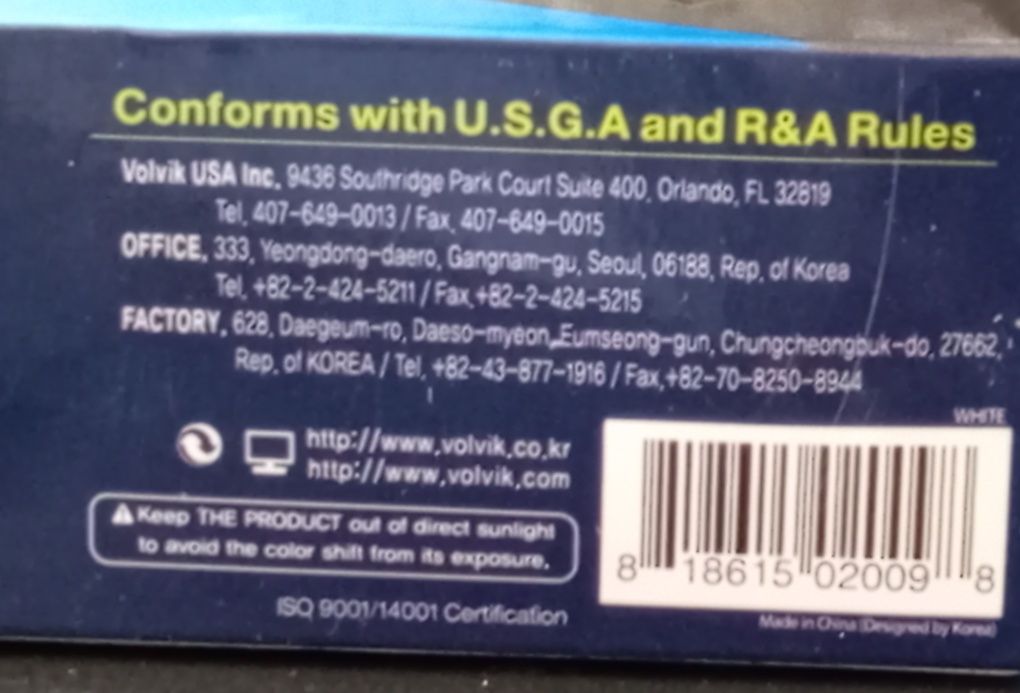 Conforms with U.S.G.A and R&A Rules
Volvik USA Inc. 9436 Southridge Park Court Suite 400, Orlando, FL 32819
Tel. 407-649-0013 / Fax. 407-649-0015
OFFICE. 333, Yeongdong-daero, Gangnam-gu, Seoul, 06188, Rep. of Korea
Tel. +82-2-424-5211 / Fax.+82-2-424-5215
FACTORY. 628, Daegeum-ro, Daeso-myeon, Eumseong-gun, Chungcheongbuk-do, 27662,
Rep. of KOREA / Tel. +82-43-877-1916 / Fax.+82-70-8250-8944
WHITE
http://www.volvik.co.kr
http://www.volvik.com
Keep THE PRODUCT out of direct sunlight
to avoid the color shift from its exposure.
8 18615 02009 8
ISO 9001/14001 Certification
Made in China (Designed by Korea)